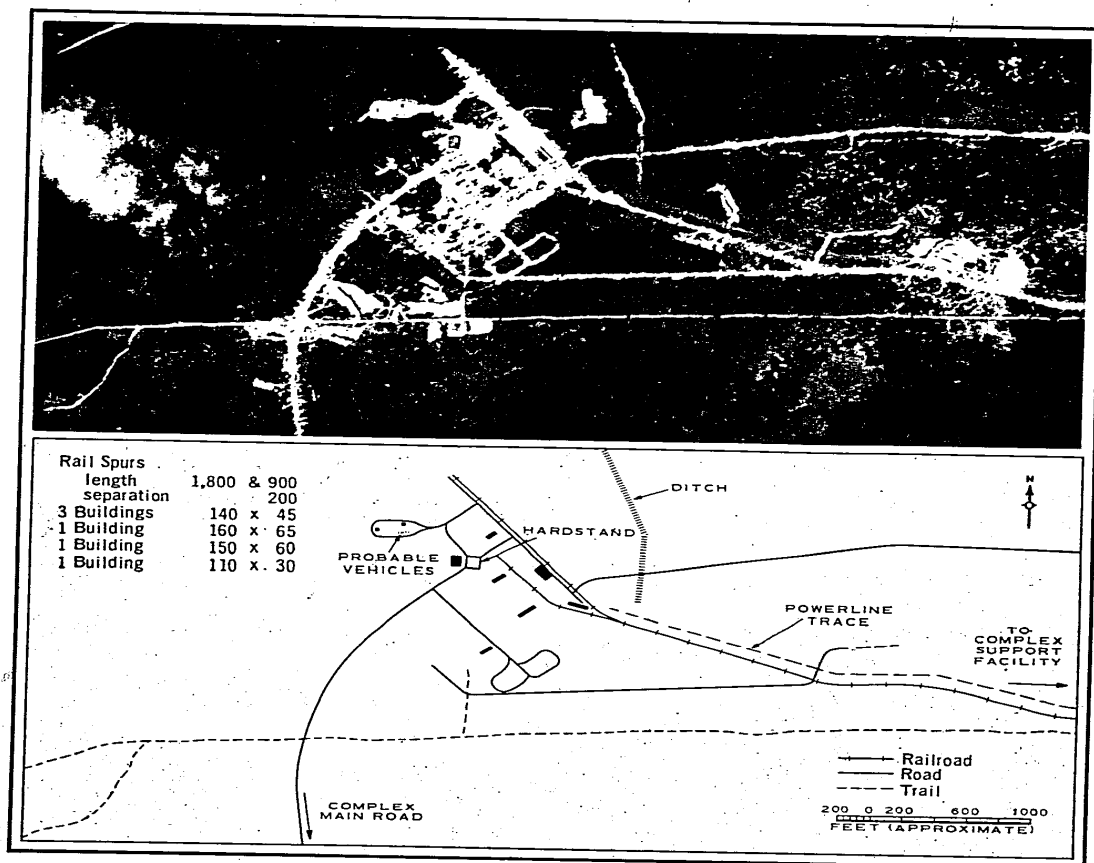 Rail Spurs
length 1,800 & 900
separation 200
3 Buildings 140 x 45
1 Building 160 x 65
1 Building 150 x 60
1 Building 110 x 30
DITCH
N
HARDSTAND
PROBABLE
VEHICLES
POWERLINE
TRACE
TO
COMPLEX
SUPPORT
FACILITY
COMPLEX
MAIN ROAD
Railroad
Road
Trail
200 0 200 600 1000
FEET (APPROXIMATE)